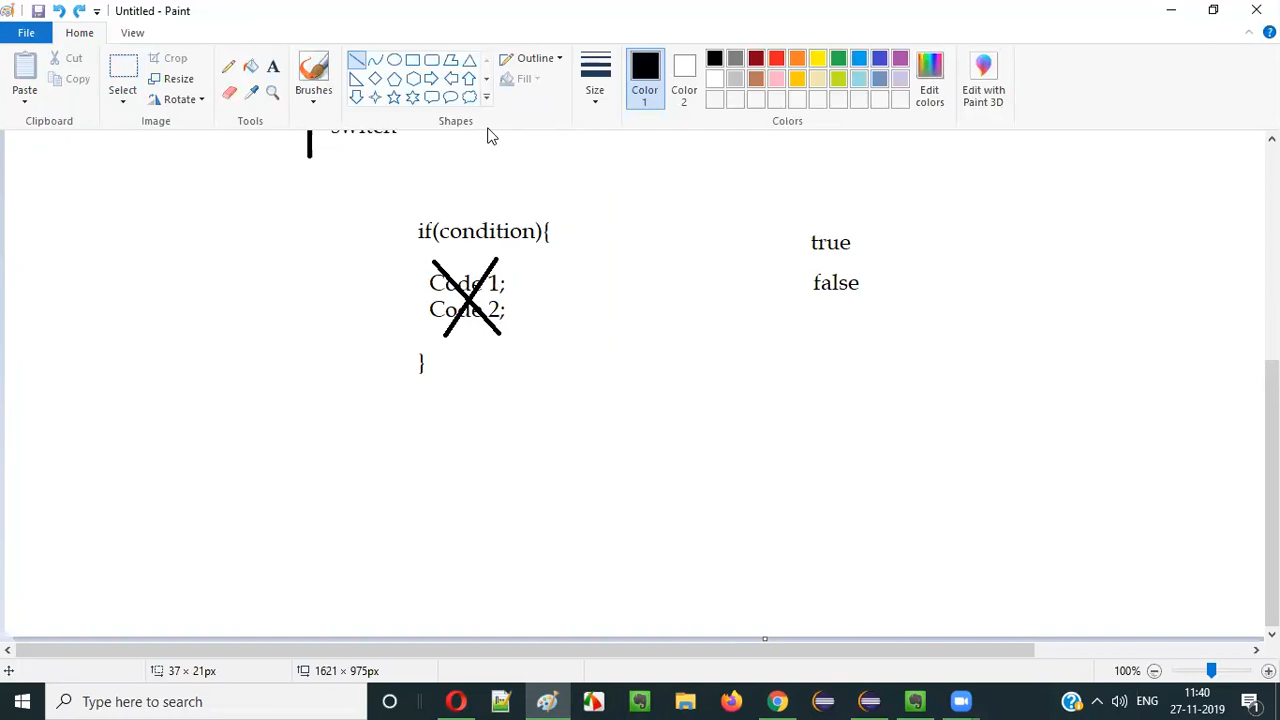 Untitled - Paint
File
Home
View
Paste
Cut
Copy
Clipboard
Select
Crop
Resize
Rotate
Image
Tools
Brushes
Shapes
Outline
Fill
Size
Color 1
Color 2
Colors
Edit colors
Edit with Paint 3D
switch
if(condition){
true
Code 1;
false
Code 2;
}
37 × 21px
1621 × 975px
100%
Type here to search
ENG
11:40
27-11-2019
1